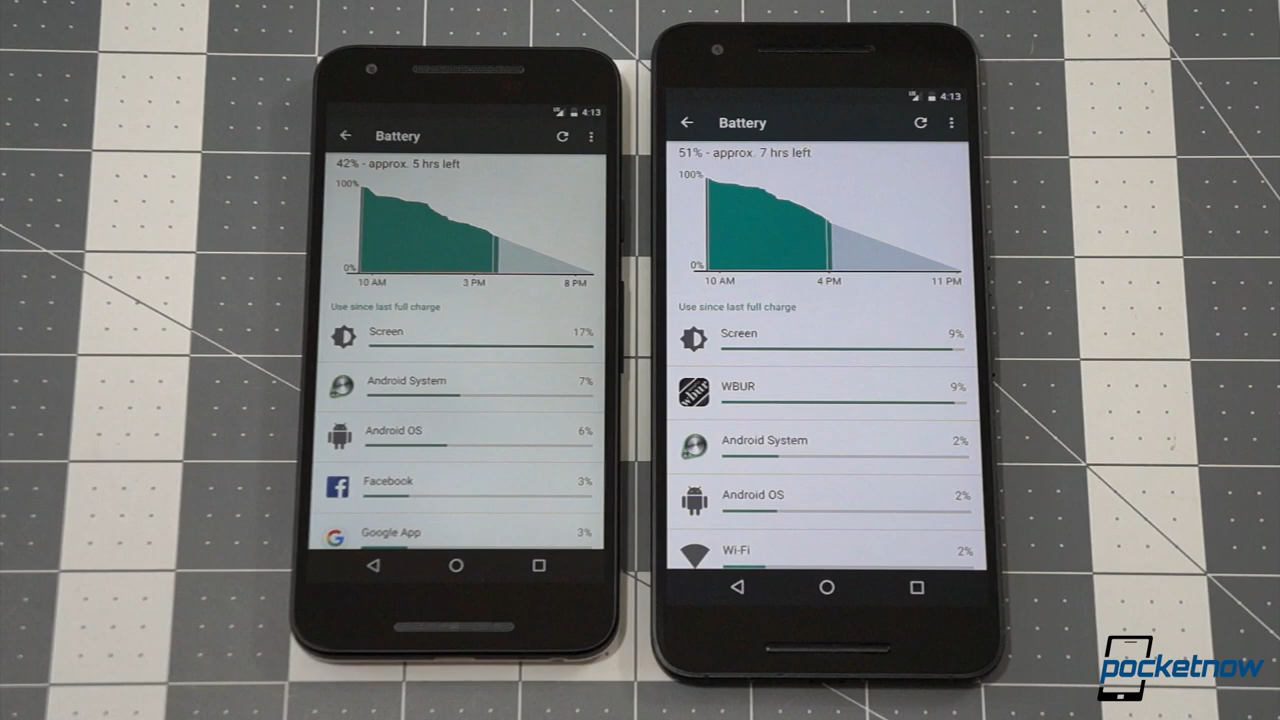 4:13
Battery
42% - approx. 5 hrs left
100%
0%
10 AM 3 PM 8 PM
Use since last full charge
Screen 17%
Android System 7%
Android OS 6%
Facebook 3%
Google App 3%
4:13
Battery
51% - approx. 7 hrs left
100%
0%
10 AM 4 PM 11 PM
Use since last full charge
Screen 9%
wbur
WBUR 9%
Android System 2%
Android OS 2%
Wi-Fi 2%
pocketnow